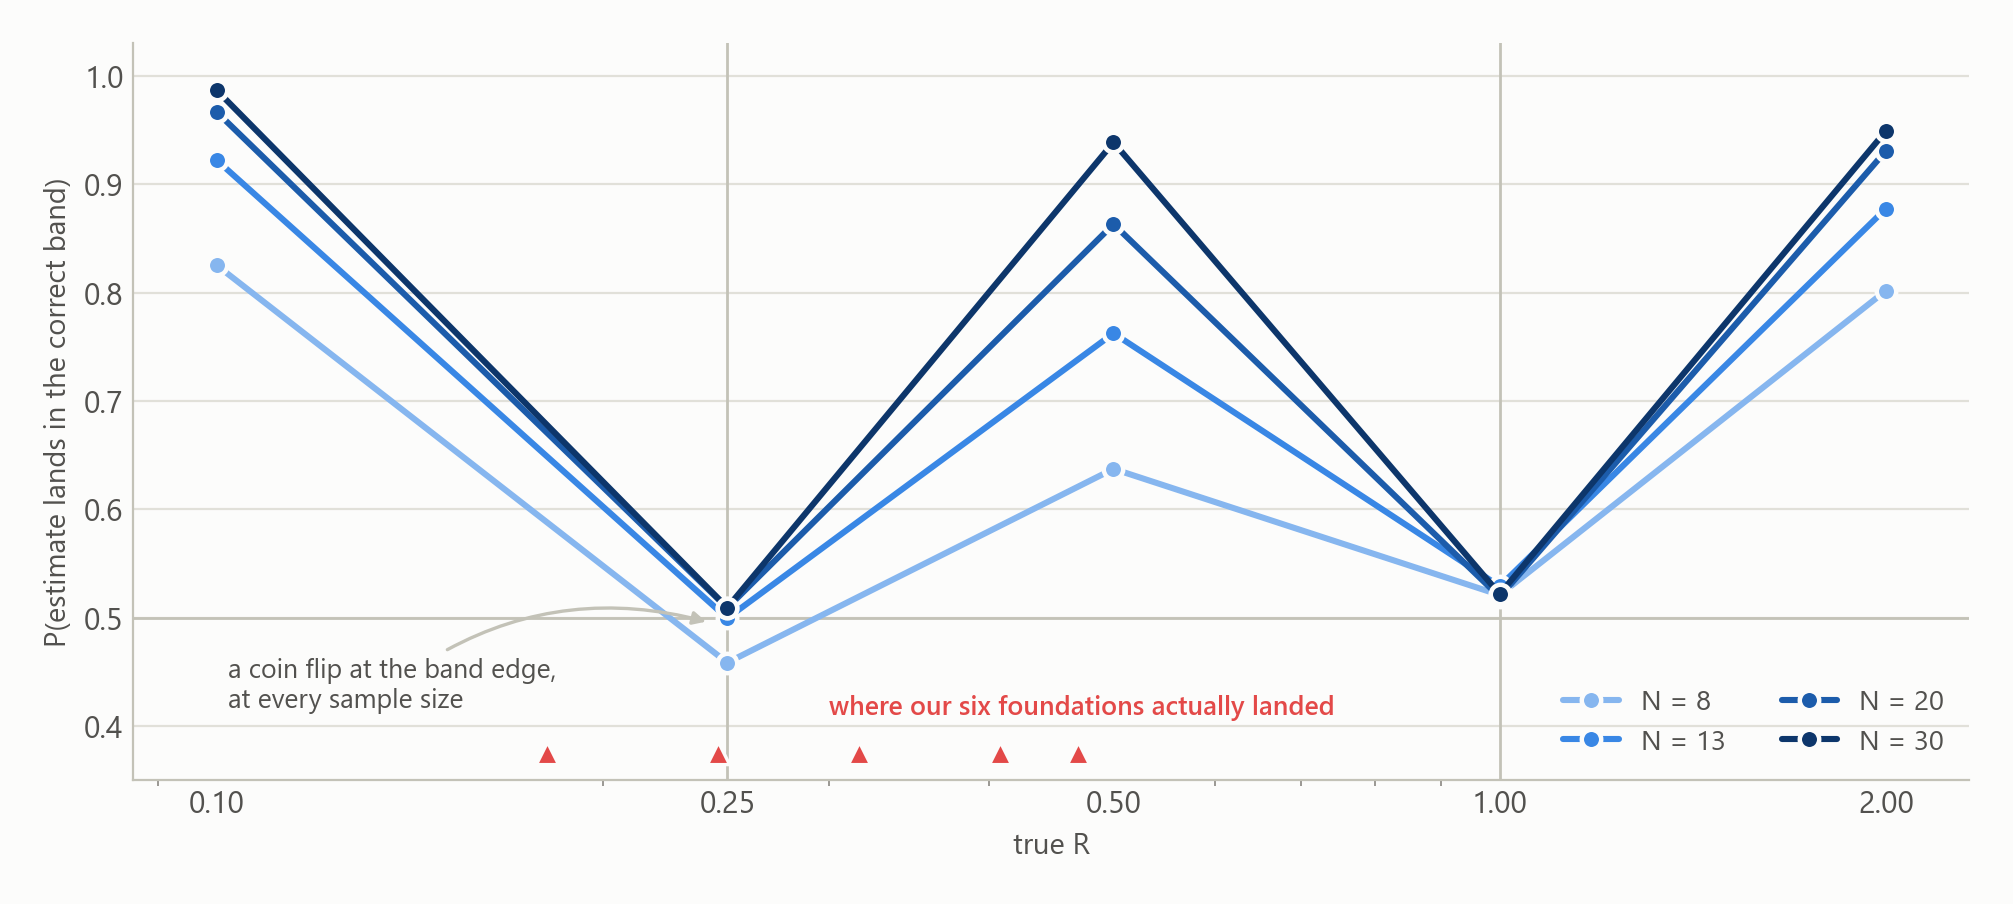 1.0
0.9
0.8
0.7
0.6
0.5
0.4
P(estimate lands in the correct band)
a coin flip at the band edge,
at every sample size
where our six foundations actually landed
N = 8
N = 13
N = 20
N = 30
0.10
0.25
0.50
1.00
2.00
true R